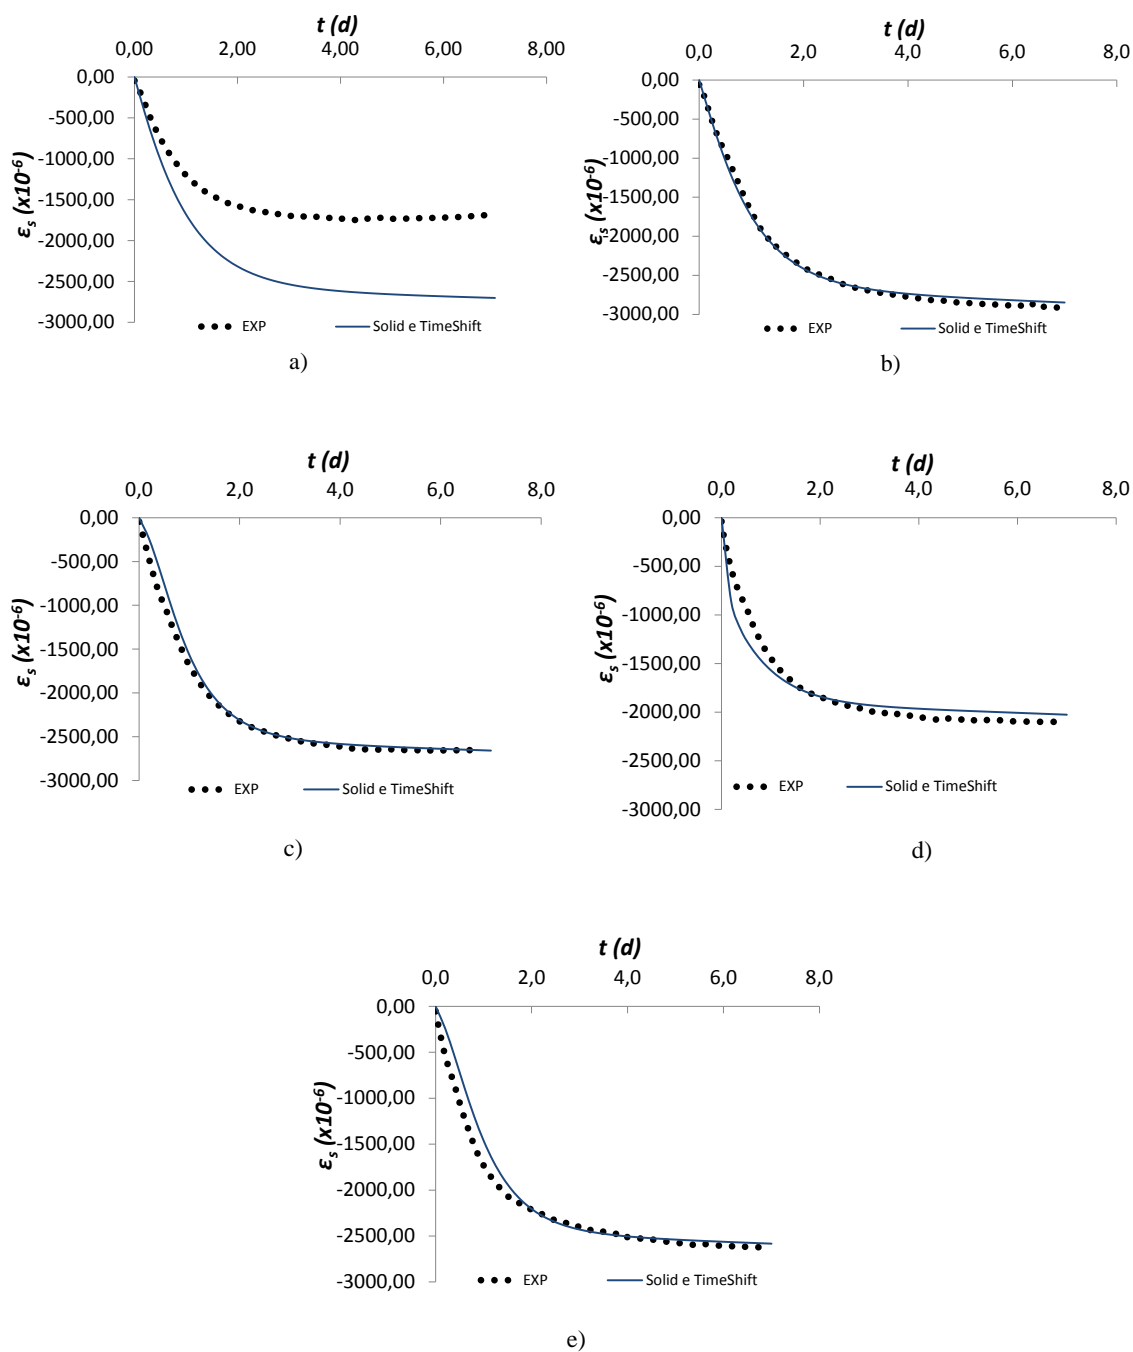 t (d)
0,00 2,00 4,00 6,00 8,00
0,00
-500,00
-1000,00
-1500,00
-2000,00
-2500,00
-3000,00
εs (x10-6)
EXP Solid e TimeShift
a)
t (d)
0,0 2,0 4,0 6,0 8,0
0,00
-500,00
-1000,00
-1500,00
-2000,00
-2500,00
-3000,00
εs (x10-6)
EXP Solid e TimeShift
b)
t (d)
0,0 2,0 4,0 6,0 8,0
0,00
-500,00
-1000,00
-1500,00
-2000,00
-2500,00
-3000,00
εs (x10-6)
EXP Solid e TimeShift
c)
t (d)
0,0 2,0 4,0 6,0 8,0
0,00
-500,00
-1000,00
-1500,00
-2000,00
-2500,00
-3000,00
εs (x10-6)
EXP Solid e TimeShift
d)
t (d)
0,0 2,0 4,0 6,0 8,0
0,00
-500,00
-1000,00
-1500,00
-2000,00
-2500,00
-3000,00
εs (x10-6)
EXP Solid e TimeShift
e)